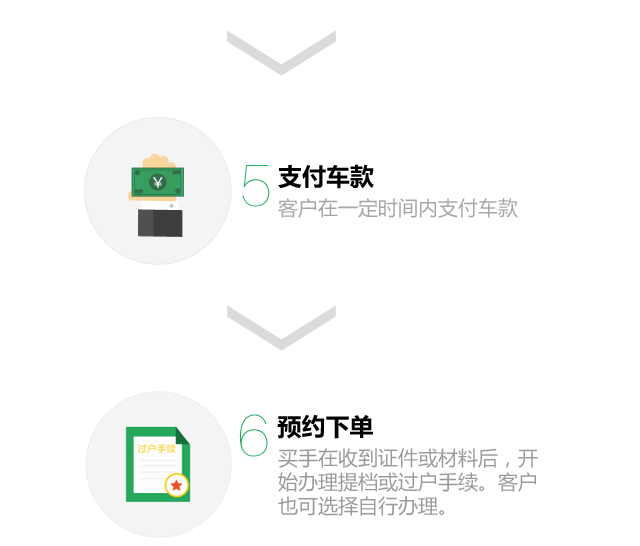 ¥
5
支付车款
客户在一定时间内支付车款
过户手续
6
预约下单
买手在收到证件或材料后，开
始办理提档或过户手续。客户
也可选择自行办理。